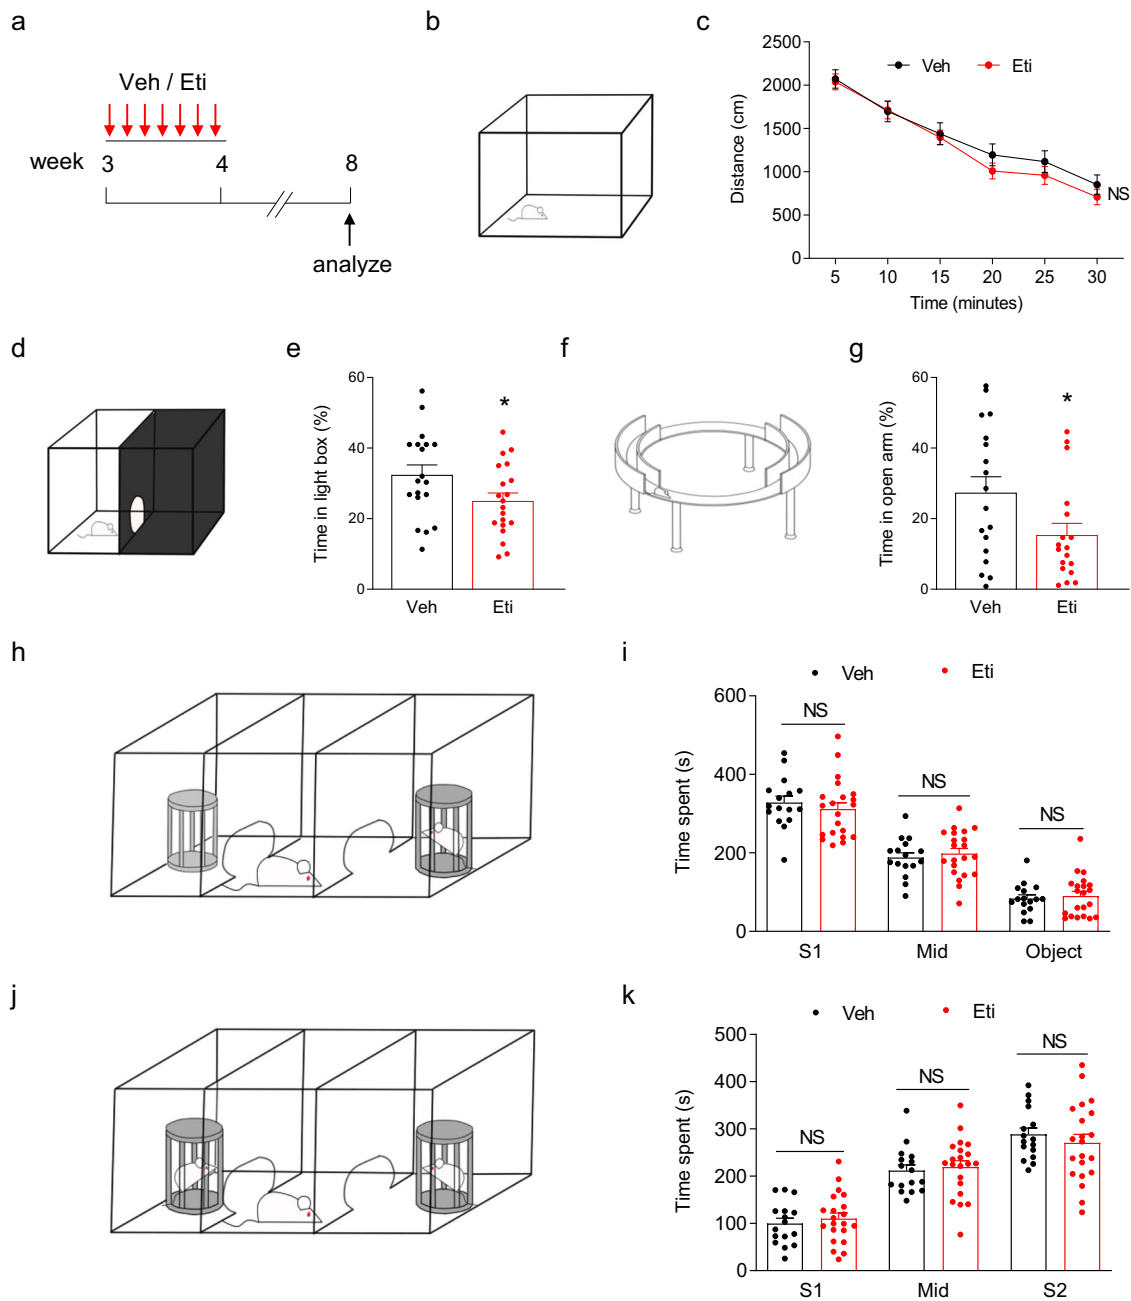 a
Veh / Eti
week 3 4 8
analyze
b
c
2500
2000
1500
1000
500
0
Distance (cm)
Veh Eti
NS
5 10 15 20 25 30
Time (minutes)
d
e
60
40
20
0
Time in light box (%)
*
Veh Eti
f
g
60
40
20
0
Time in open arm (%)
*
Veh Eti
h
i
Veh Eti
600
400
200
0
Time spent (s)
NS
NS
NS
S1 Mid Object
j
k
Veh Eti
500
400
300
200
100
0
Time spent (s)
NS
NS
NS
S1 Mid S2